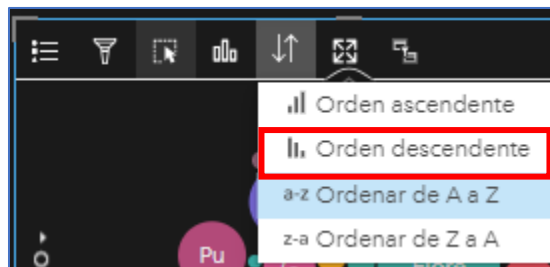 Orden ascendente
Orden descendente
a-z Ordenar de A a Z
z-a Ordenar de Z a A
Pu